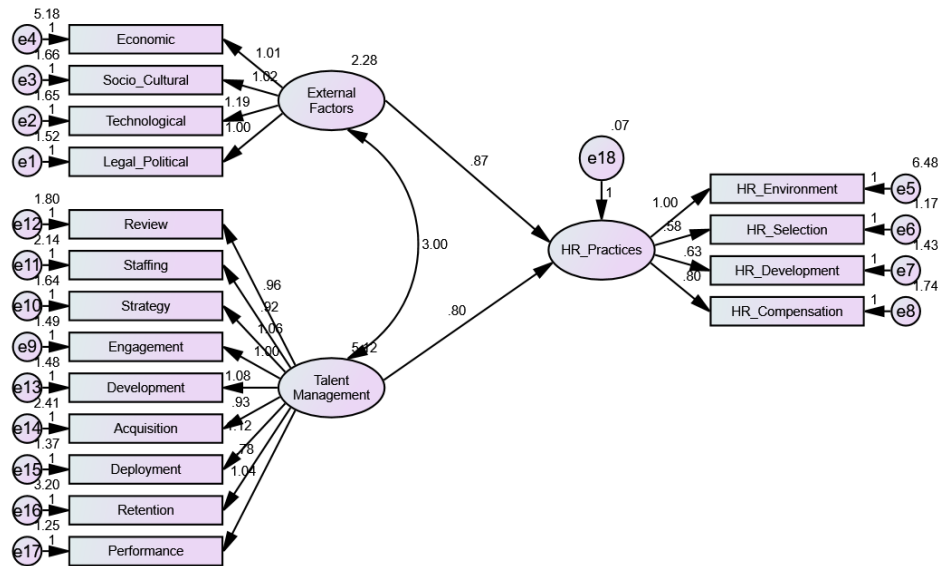 5.18
e4
1
Economic
1.66
e3
1
Socio_Cultural
1.65
e2
1
Technological
1.52
e1
1
Legal_Political
1.01
1.02
1.19
1.00
2.28
External
Factors
1.80
e12
1
Review
2.14
e11
1
Staffing
1.64
e10
1
Strategy
1.49
e9
1
Engagement
1.48
e13
1
Development
2.41
e14
1
Acquisition
1.37
e15
1
Deployment
3.20
e16
1
Retention
1.25
e17
1
Performance
.96
.92
1.06
1.00
1.08
.93
1.12
.78
1.04
5.12
Talent
Management
3.00
.87
.80
.07
e18
1
HR_Practices
1.00
.58
.63
.80
6.48
HR_Environment
1
e5
1.17
HR_Selection
1
e6
1.43
HR_Development
1
e7
1.74
HR_Compensation
1
e8